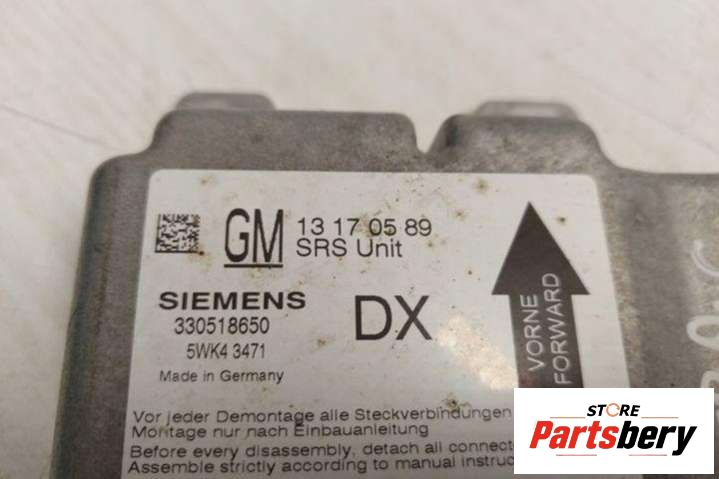 GM 13 17 05 89
SRS Unit
SIEMENS
330518650
5WK4 3471
Made in Germany
DX
VORNE
FORWARD
Vor jeder Demontage alle Steckverbindungen
Montage nur nach Einbauanleitung
Before every disassembly, detach all connect
Assemble strictly according to manual instruc
STORE
Partsbery